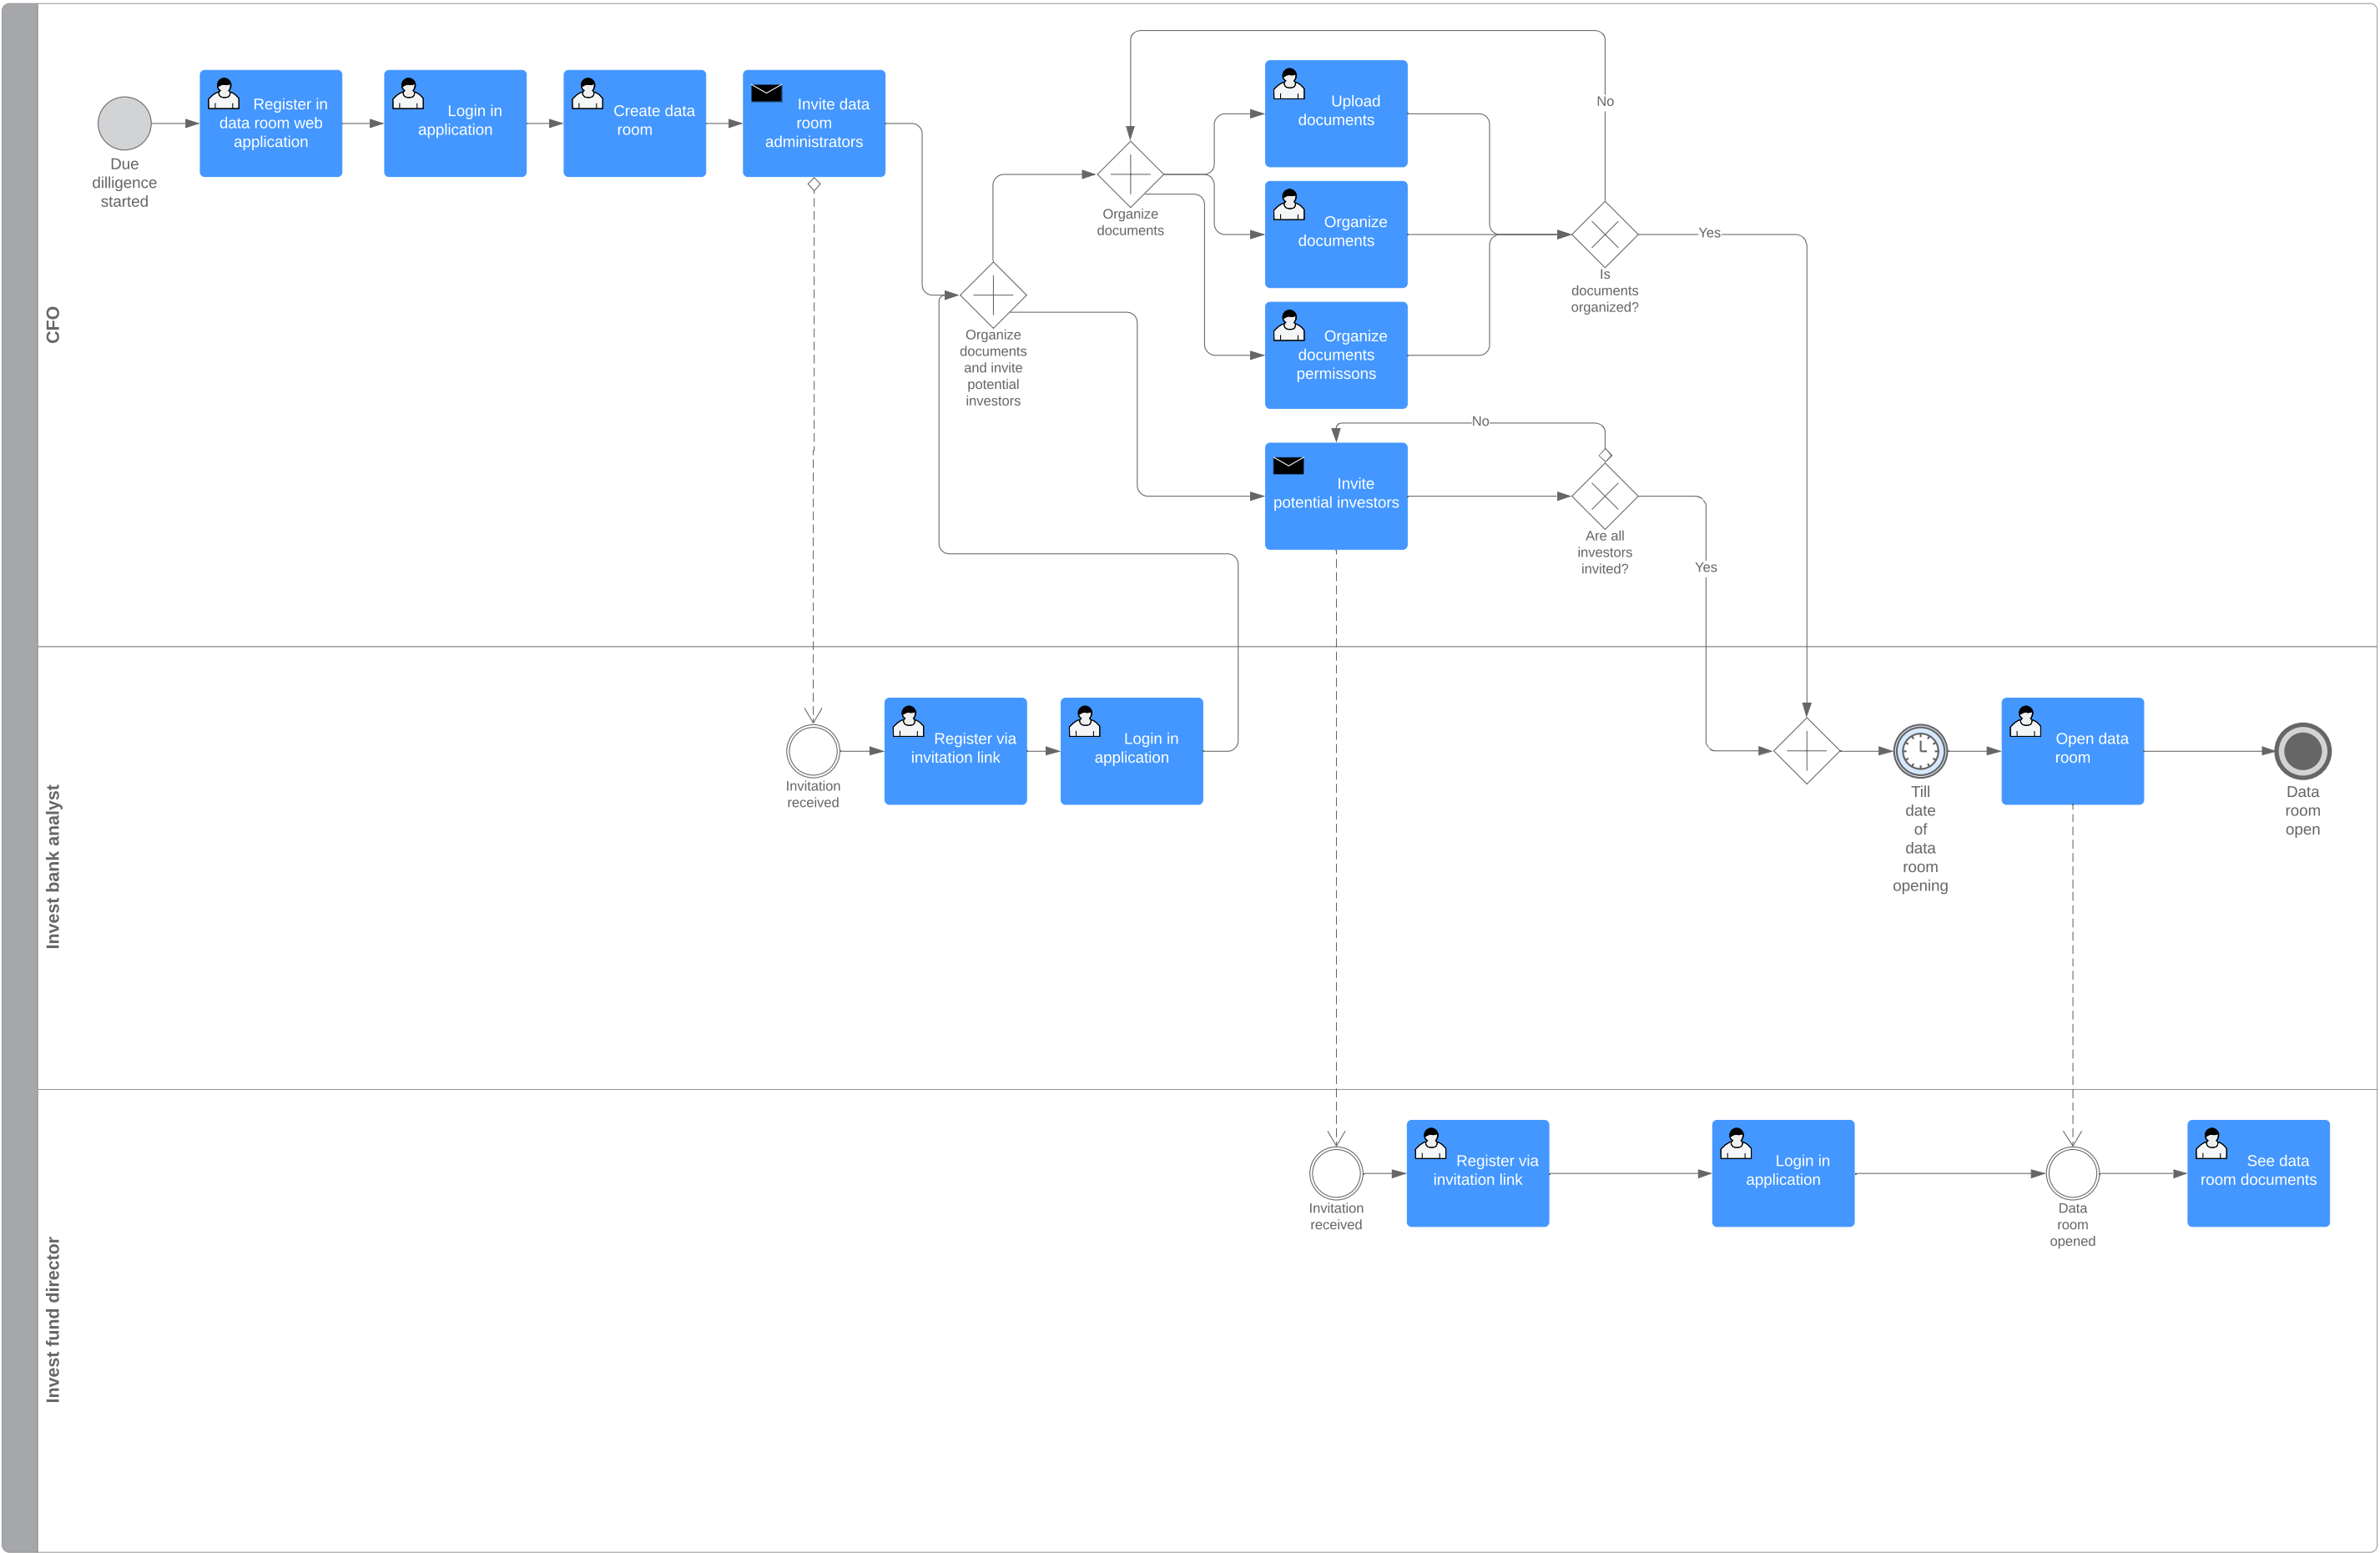 CFO
Due
dilligence
started
Register in
data room web
application
Login in
application
Create data
room
Invite data
room
administrators
Organize
documents
and invite
potential
investors
Organize
documents
Upload
documents
Organize
documents
Organize
documents
permissons
No
Is
documents
organized?
Yes
Invite
potential investors
No
Are all
investors
invited?
Yes
Invest bank analyst
Invitation
received
Register via
invitation link
Login in
application
Till
date
of
data
room
opening
Open data
room
Data
room
open
Invest fund director
Invitation
received
Register via
invitation link
Login in
application
Data
room
opened
See data
room documents